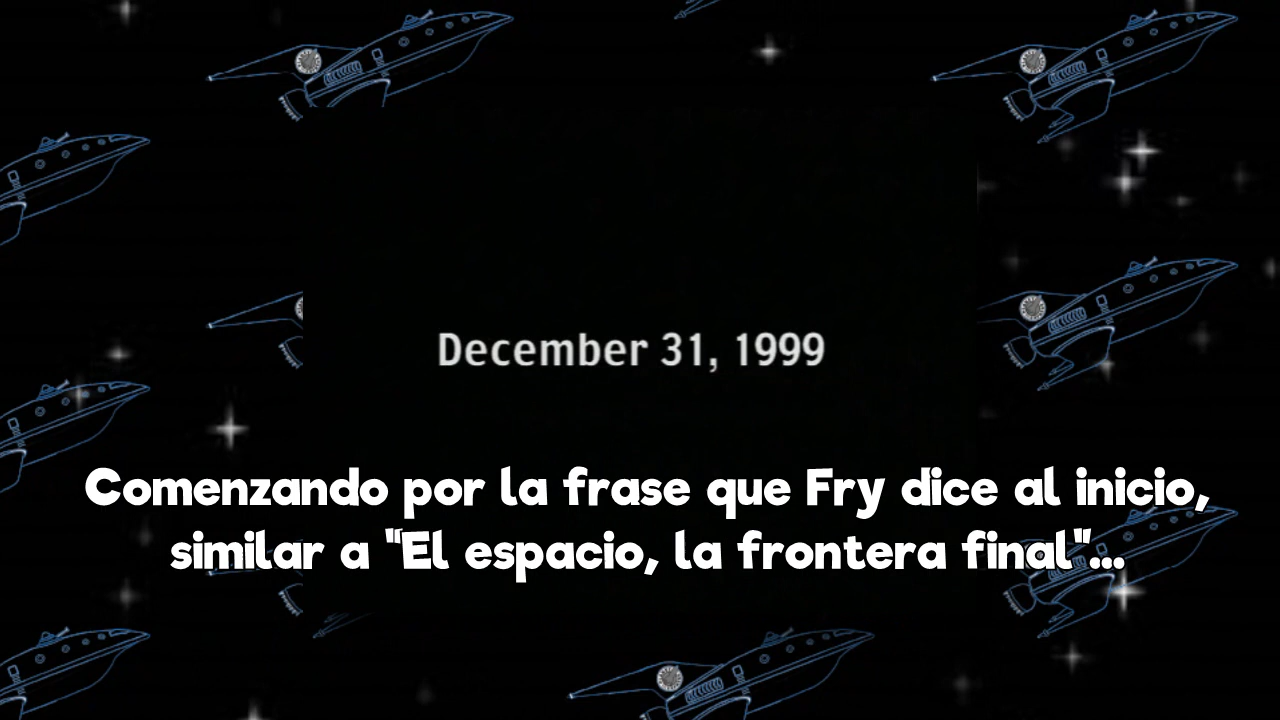 December 31, 1999
Comenzando por la frase que Fry dice al inicio,
similar a "El espacio, la frontera final"...